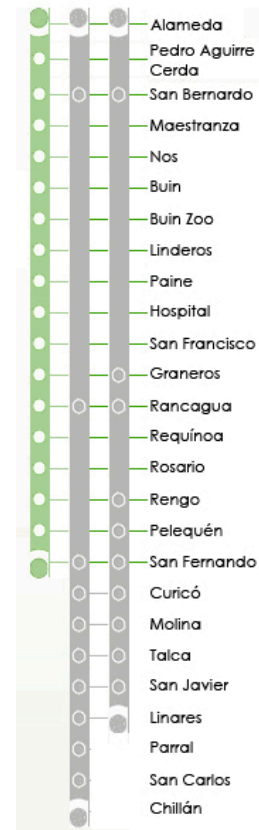 Alameda
Pedro Aguirre
Cerda
San Bernardo
Maestranza
Nos
Buin
Buin Zoo
Linderos
Paine
Hospital
San Francisco
Graneros
Rancagua
Requínoa
Rosario
Rengo
Pelequén
San Fernando
Curicó
Molina
Talca
San Javier
Linares
Parral
San Carlos
Chillán